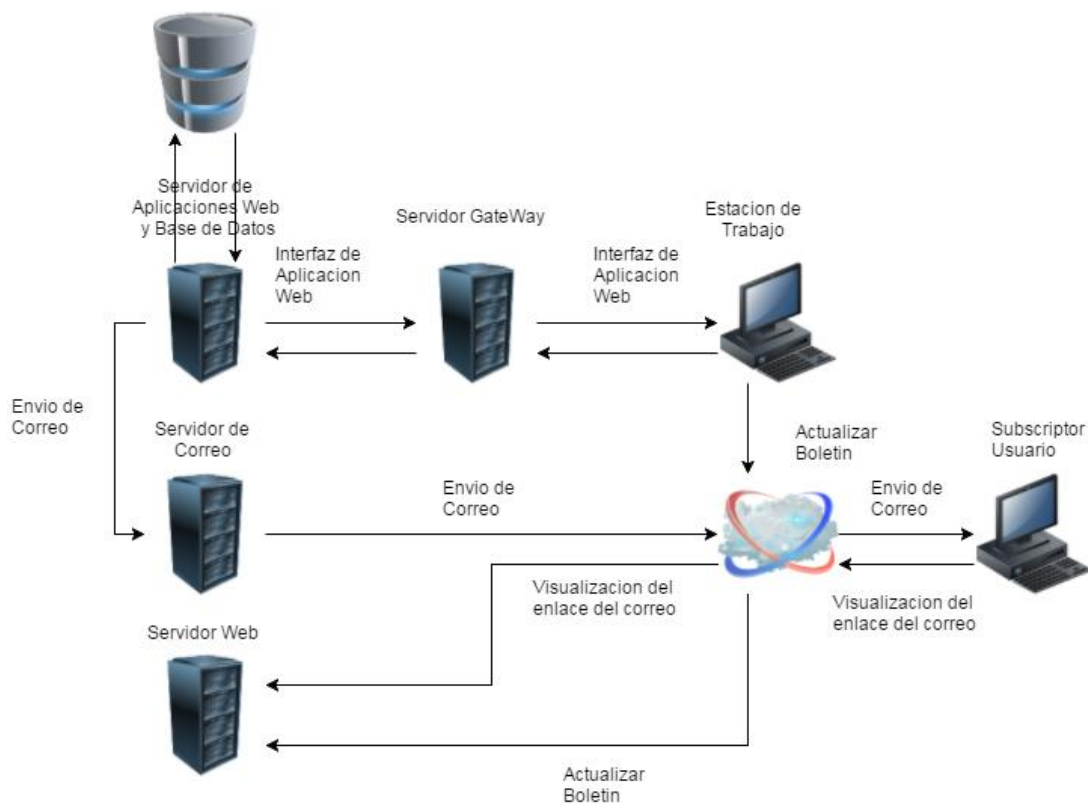 Servidor de
Aplicaciones Web
y Base de Datos
Servidor GateWay
Estacion de
Trabajo
Interfaz de
Aplicacion
Web
Interfaz de
Aplicacion
Web
Envio de
Correo
Servidor de
Correo
Actualizar
Boletin
Subscriptor
Usuario
Envio de
Correo
Envio de
Correo
Visualizacion del
enlace del correo
Visualizacion del
enlace del correo
Servidor Web
Actualizar
Boletin